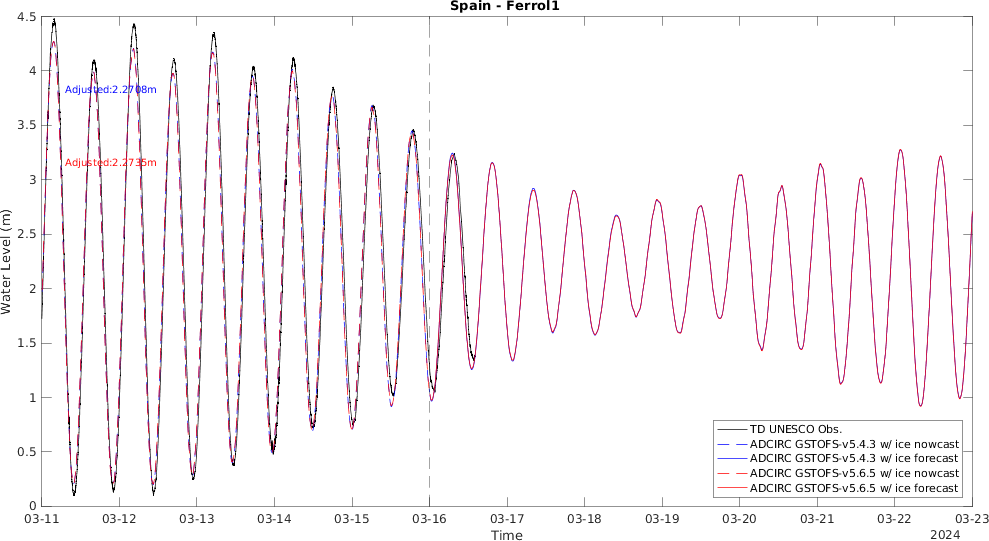 Spain - Ferrol1
4.5
4
3.5
3
2.5
2
1.5
1
0.5
0
Water Level (m)
Adjusted:2.2708m
Adjusted:2.2735m
TD UNESCO Obs.
ADCIRC GSTOFS-v5.4.3 w/ ice nowcast
ADCIRC GSTOFS-v5.4.3 w/ ice forecast
ADCIRC GSTOFS-v5.6.5 w/ ice nowcast
ADCIRC GSTOFS-v5.6.5 w/ ice forecast
03-11 03-12 03-13 03-14 03-15 03-16 03-17 03-18 03-19 03-20 03-21 03-22 03-23
Time
2024